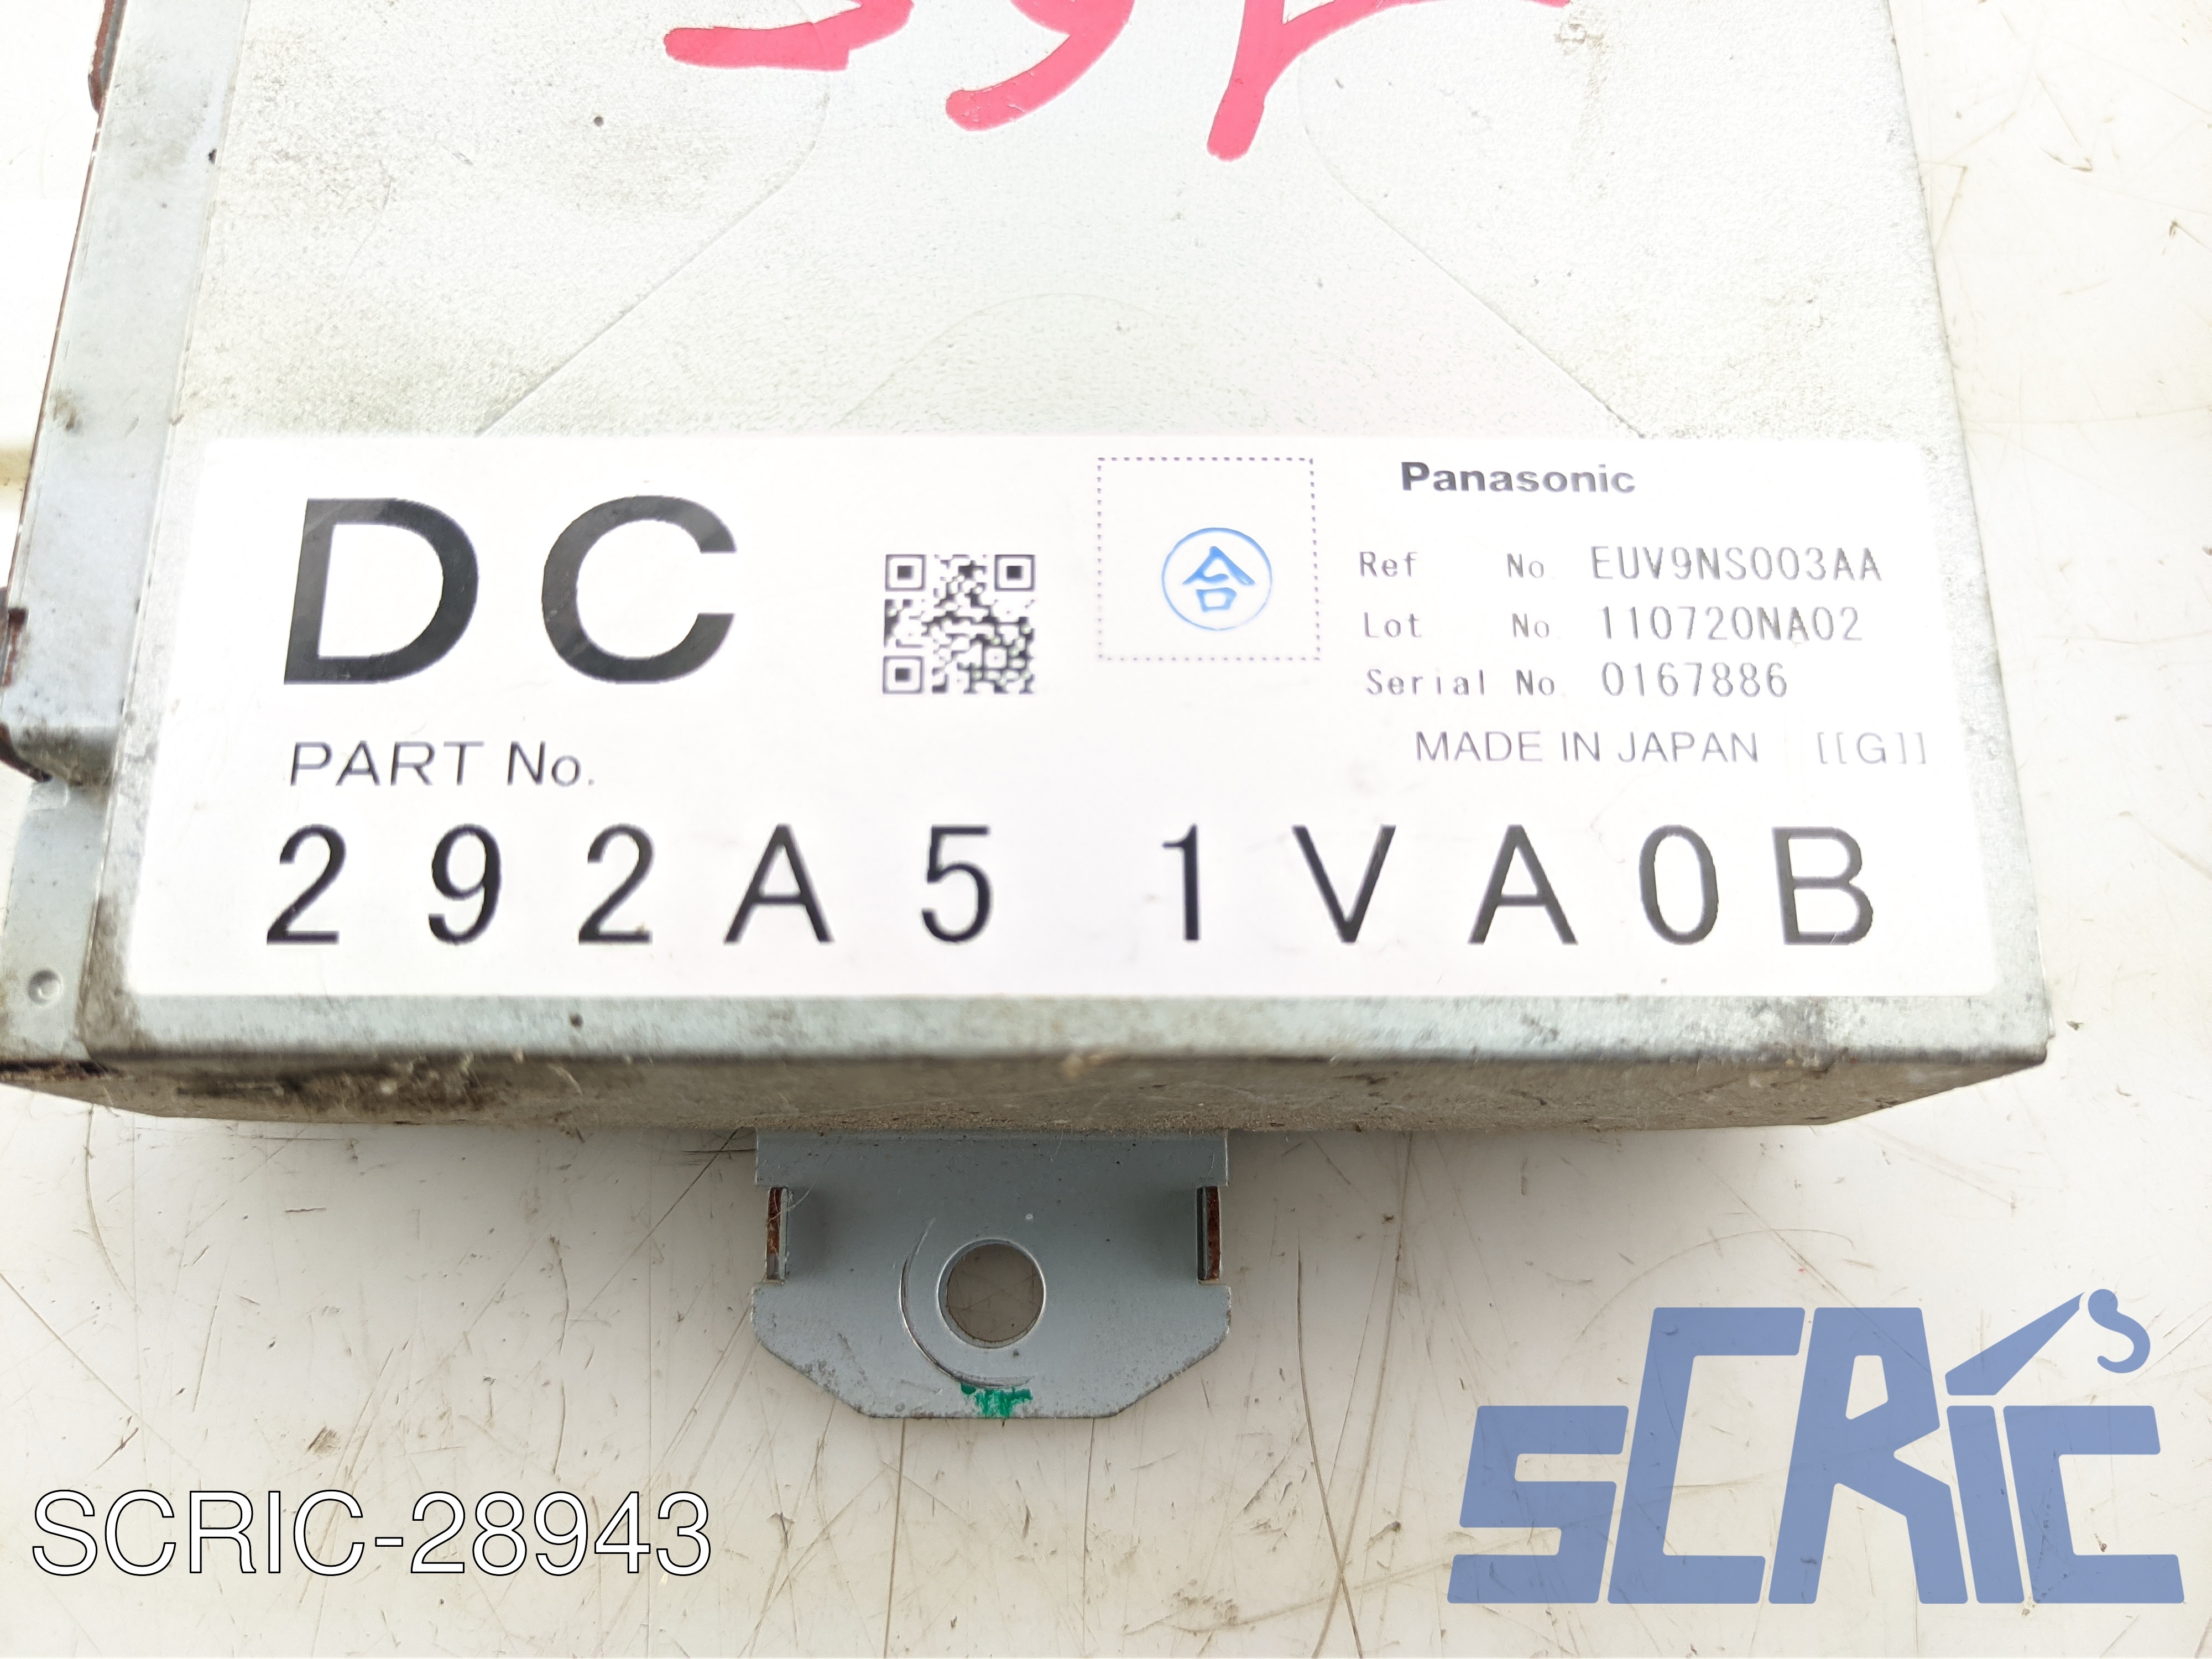 DC
合
Panasonic
Ref No EUV9NS003AA
Lot No 110720NA02
Serial No 0167886
MADE IN JAPAN [[G]]
PART No.
292A5 1VA0B
SCRIC-28943
SCRiC